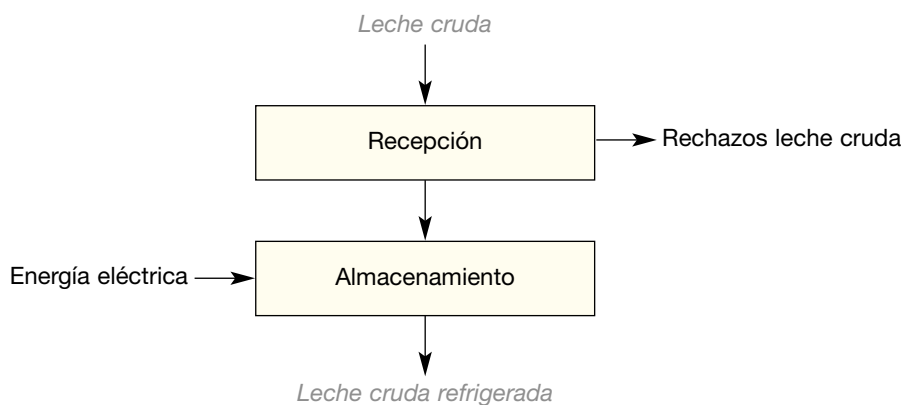 Leche cruda
Recepción
Rechazos leche cruda
Energía eléctrica
Almacenamiento
Leche cruda refrigerada